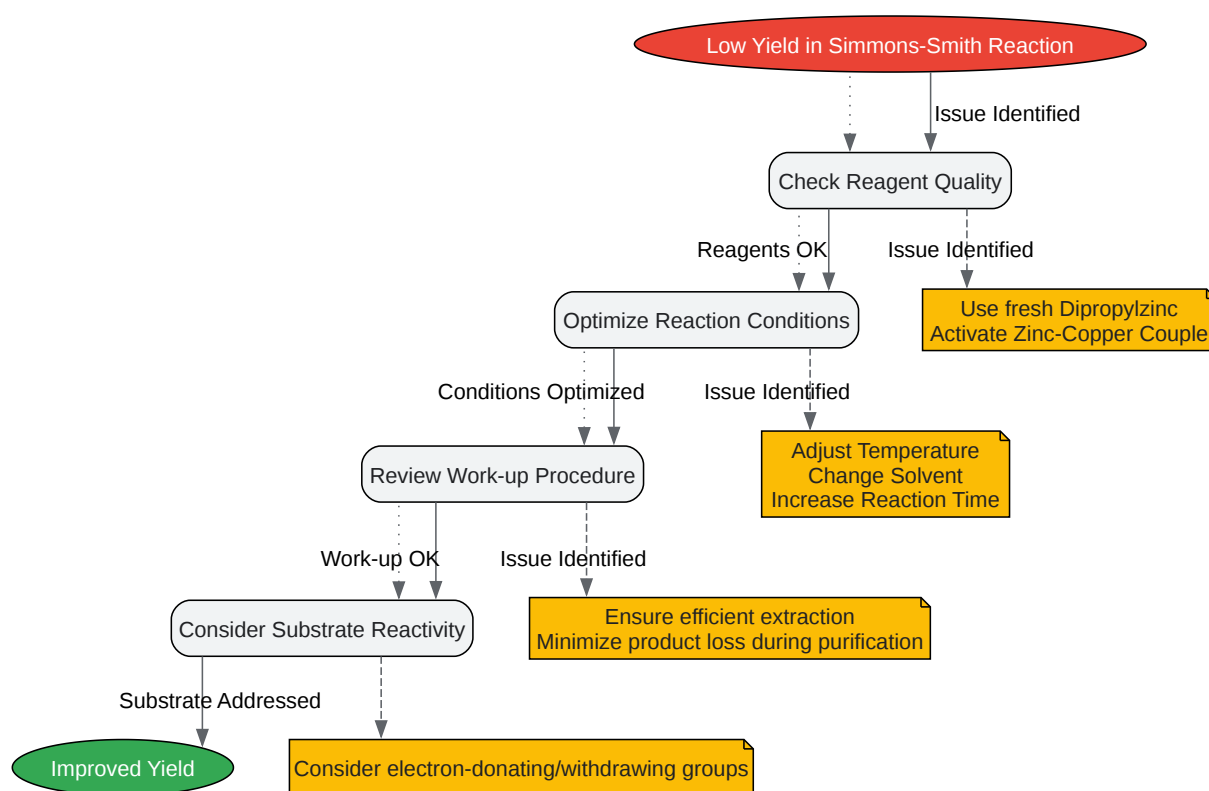 Low Yield in Simmons-Smith Reaction
Issue Identified
Check Reagent Quality
Reagents OK
Issue Identified
Use fresh Dipropylzinc
Activate Zinc-Copper Couple
Optimize Reaction Conditions
Conditions Optimized
Issue Identified
Adjust Temperature
Change Solvent
Increase Reaction Time
Review Work-up Procedure
Work-up OK
Issue Identified
Ensure efficient extraction
Minimize product loss during purification
Consider Substrate Reactivity
Substrate Addressed
Improved Yield
Consider electron-donating/withdrawing groups